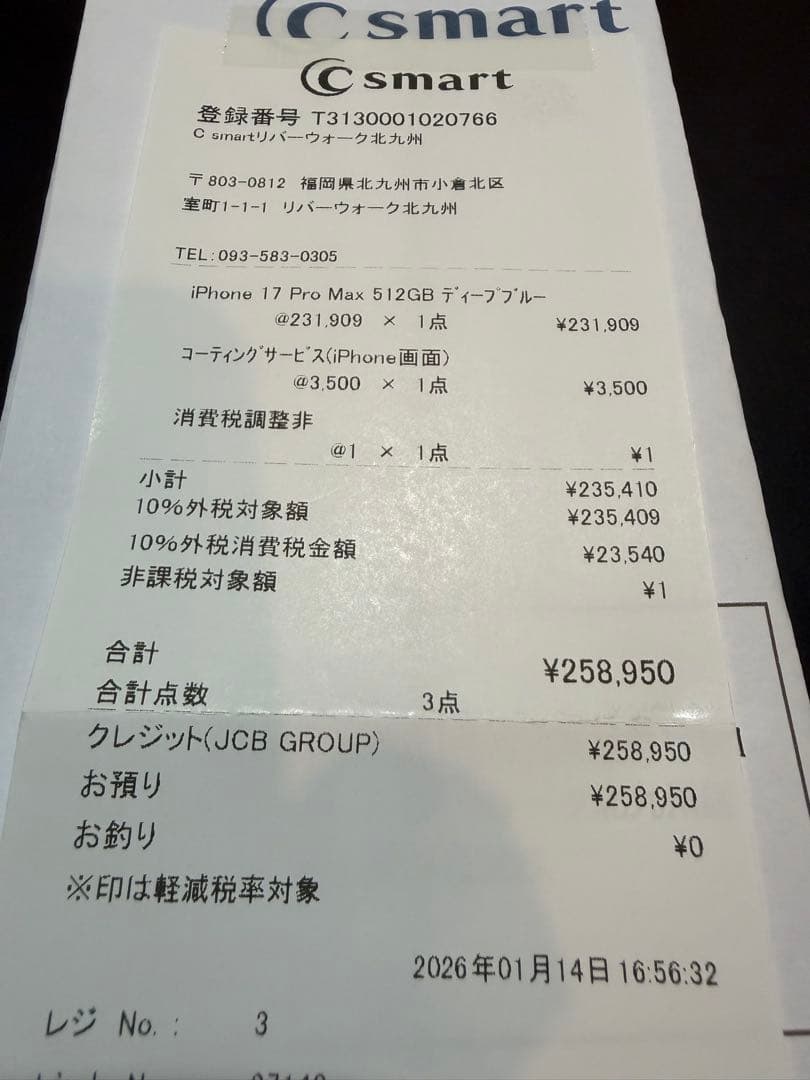 C smart
C smart
登録番号 T3130001020766
C smartリバーウォーク北九州
〒803-0812 福岡県北九州市小倉北区
室町1-1-1 リバーウォーク北九州
TEL:093-583-0305
iPhone 17 Pro Max 512GB ディープブルー
@231,909 × 1点 ¥231,909
コーティングサービス(iPhone画面)
@3,500 × 1点 ¥3,500
消費税調整非
@1 × 1点 ¥1
小計 ¥235,410
10%外税対象額 ¥235,409
10%外税消費税金額 ¥23,540
非課税対象額 ¥1
合計 ¥258,950
合計点数 3点
クレジット(JCB GROUP) ¥258,950
お預り ¥258,950
お釣り ¥0
※印は軽減税率対象
2026年01月14日 16:56:32
レジ No.: 3